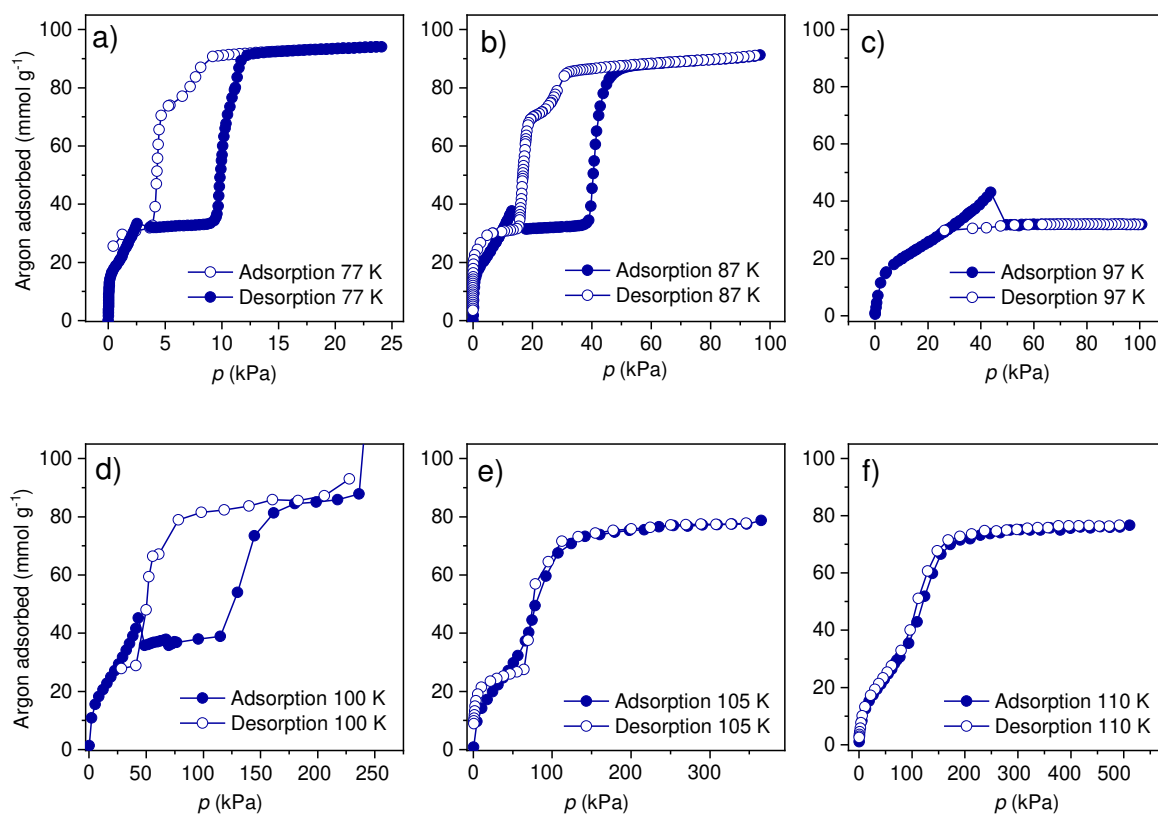 a)
Argon adsorbed (mmol g-1)
100
80
60
40
20
0
Adsorption 77 K
Desorption 77 K
0 5 10 15 20 25
p (kPa)
b)
100
80
60
40
20
0
Adsorption 87 K
Desorption 87 K
0 20 40 60 80 100
p (kPa)
c)
100
80
60
40
20
0
Adsorption 97 K
Desorption 97 K
0 20 40 60 80 100
p (kPa)
d)
Argon adsorbed (mmol g-1)
100
80
60
40
20
0
Adsorption 100 K
Desorption 100 K
0 50 100 150 200 250
p (kPa)
e)
100
80
60
40
20
0
Adsorption 105 K
Desorption 105 K
0 100 200 300
p (kPa)
f)
100
80
60
40
20
0
Adsorption 110 K
Desorption 110 K
0 100 200 300 400 500
p (kPa)